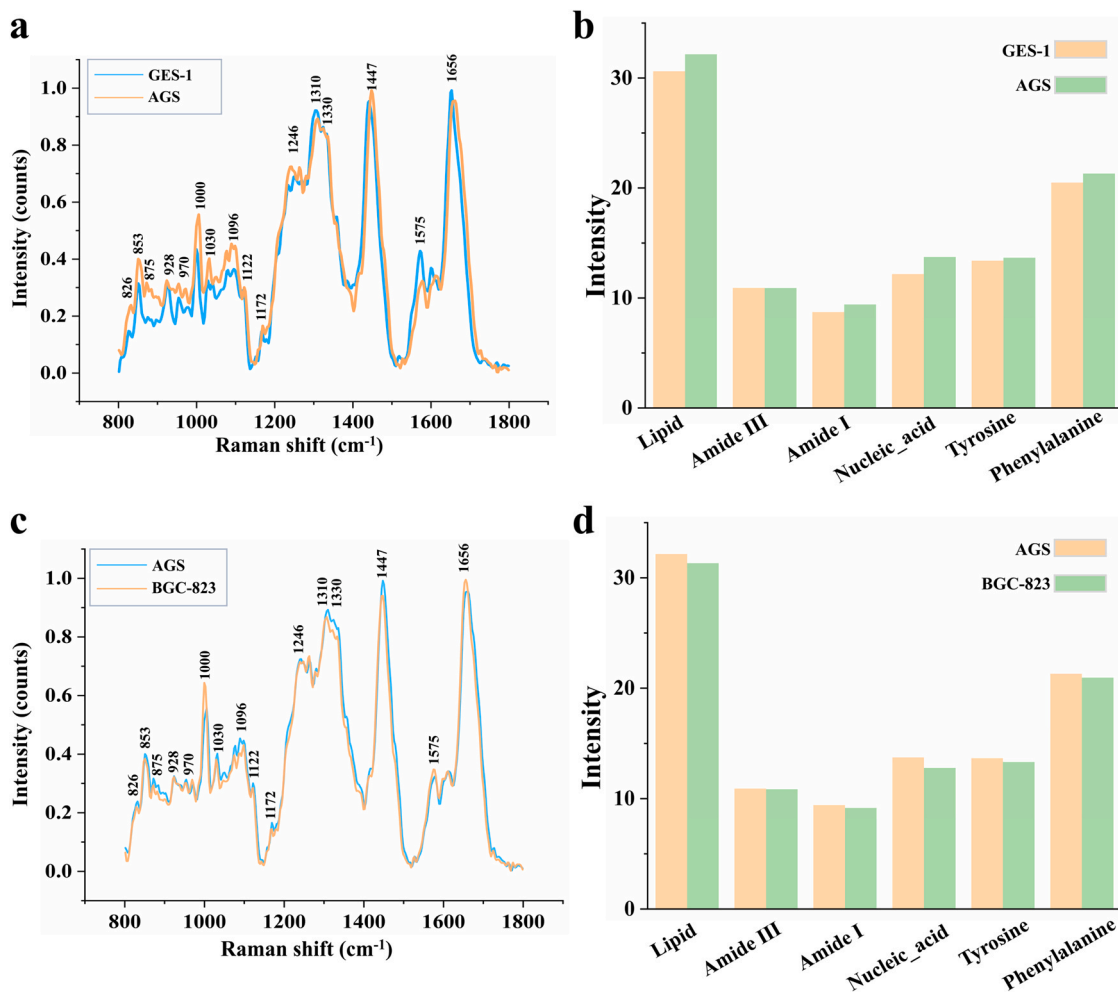 a
GES-1
AGS
826
853
875
928
970
1000
1030
1096
1122
1172
1246
1310
1330
1447
1575
1656
1.0
0.8
0.6
0.4
0.2
0.0
Intensity (counts)
800 1000 1200 1400 1600 1800
Raman shift (cm-1)
b
GES-1
AGS
30
20
10
0
Intensity
Lipid
Amide III
Amide I
Nucleic_acid
Tyrosine
Phenylalanine
c
AGS
BGC-823
826
853
875
928
970
1000
1030
1096
1122
1172
1246
1310
1330
1447
1575
1656
1.0
0.8
0.6
0.4
0.2
0.0
Intensity (counts)
800 1000 1200 1400 1600 1800
Raman shift (cm-1)
d
AGS
BGC-823
30
20
10
0
Intensity
Lipid
Amide III
Amide I
Nucleic_acid
Tyrosine
Phenylalanine